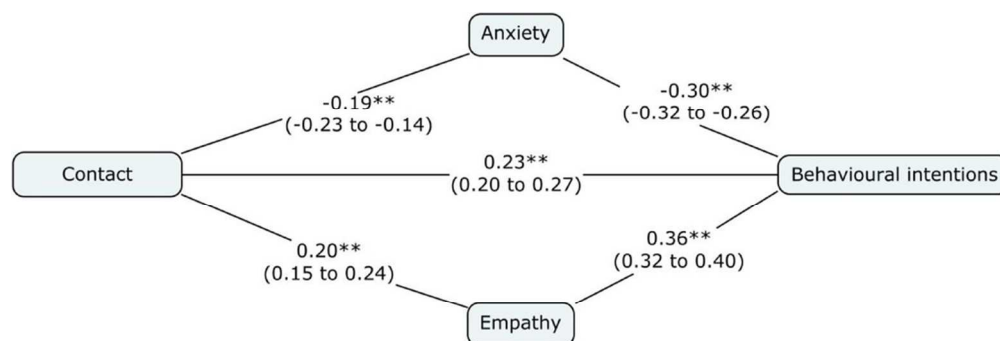 Anxiety
-0.19**
(-0.23 to -0.14)
-0.30**
(-0.32 to -0.26)
Contact
0.23**
(0.20 to 0.27)
Behavioural intentions
0.20**
(0.15 to 0.24)
0.36**
(0.32 to 0.40)
Empathy